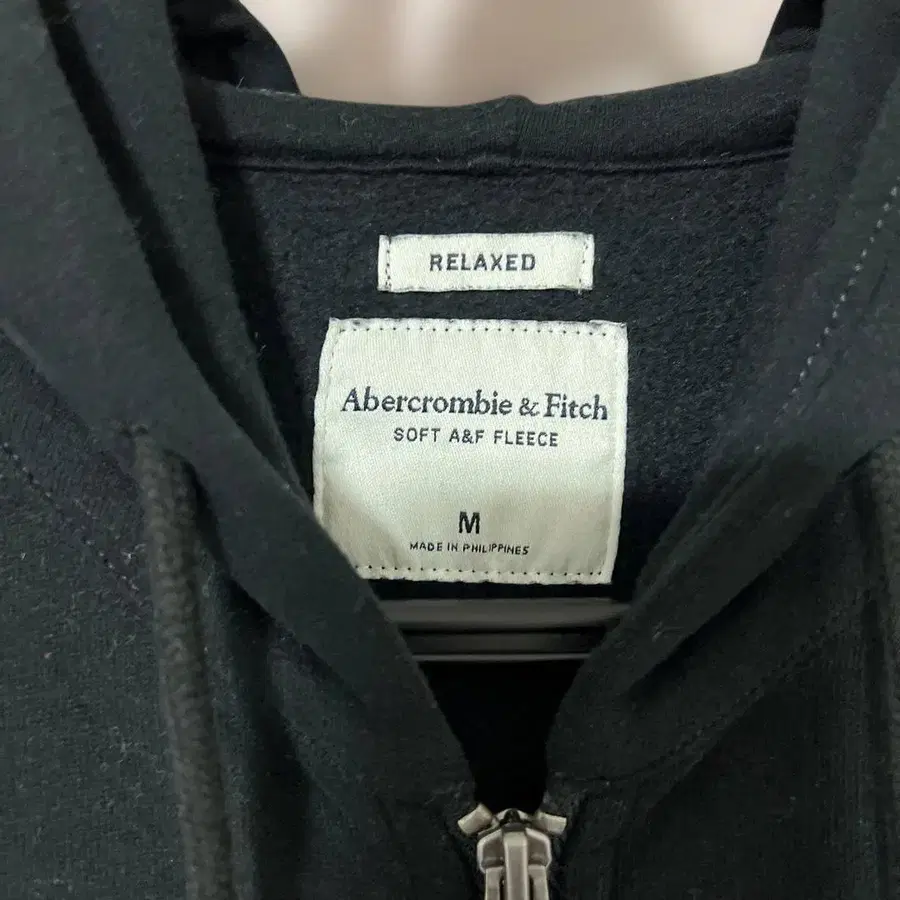 RELAXED
Abercrombie & Fitch
SOFT A&F FLEECE
M
MADE IN PHILIPPINES